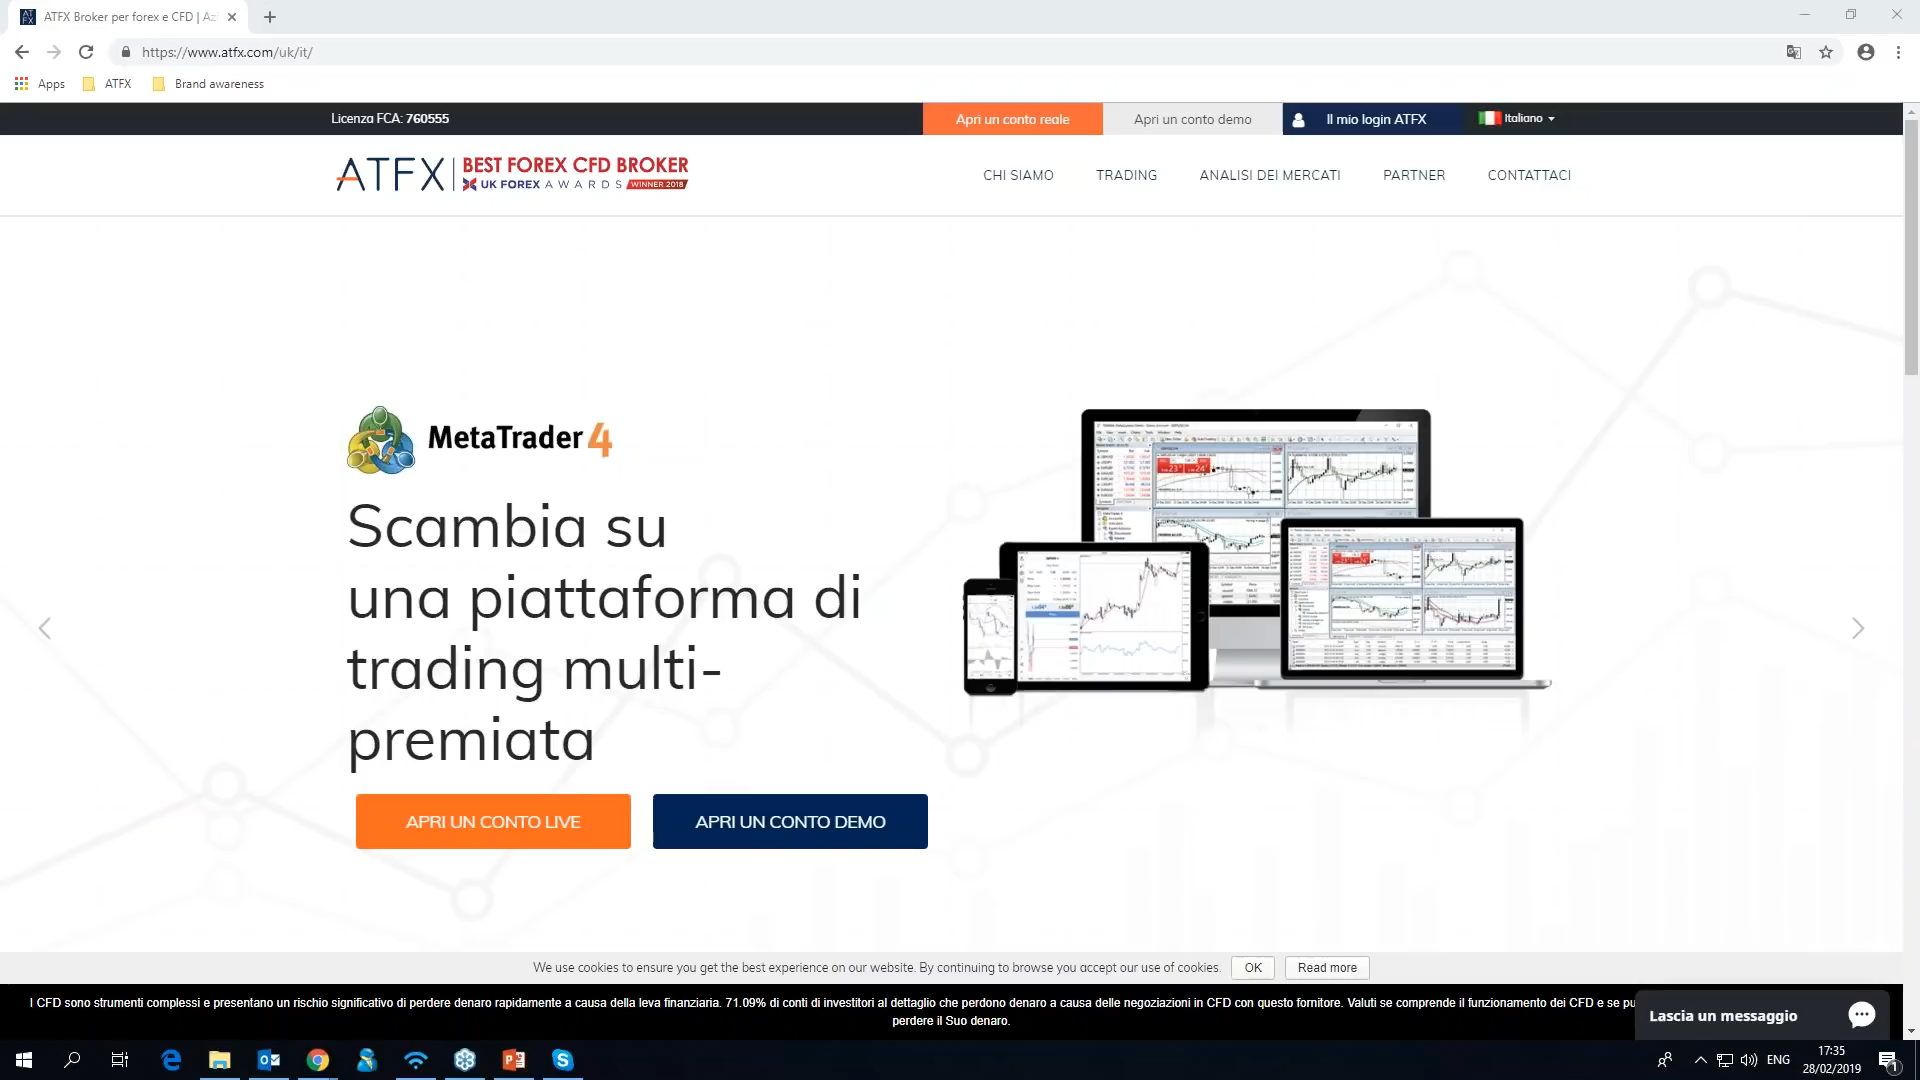 ATFX Broker per forex e CFD | Az
https://www.atfx.com/uk/it/
Apps ATFX Brand awareness
Licenza FCA: 760555
Apri un conto reale
Apri un conto demo
Il mio login ATFX
Italiano
ATFX BEST FOREX CFD BROKER
UK FOREX AWARDS WINNER 2018
CHI SIAMO TRADING ANALISI DEI MERCATI PARTNER CONTATTACI
MetaTrader 4
Scambia su
una piattaforma di
trading multi-
premiata
APRI UN CONTO LIVE
APRI UN CONTO DEMO
We use cookies to ensure you get the best experience on our website. By continuing to browse you accept our use of cookies. OK Read more
I CFD sono strumenti complessi e presentano un rischio significativo di perdere denaro rapidamente a causa della leva finanziaria. 71.09% di conti di investitori al dettaglio che perdono denaro a causa delle negoziazioni in CFD con questo fornitore. Valuti se comprende il funzionamento dei CFD e se pu
perdere il Suo denaro.
Lascia un messaggio
ENG
17:35
28/02/2019
1